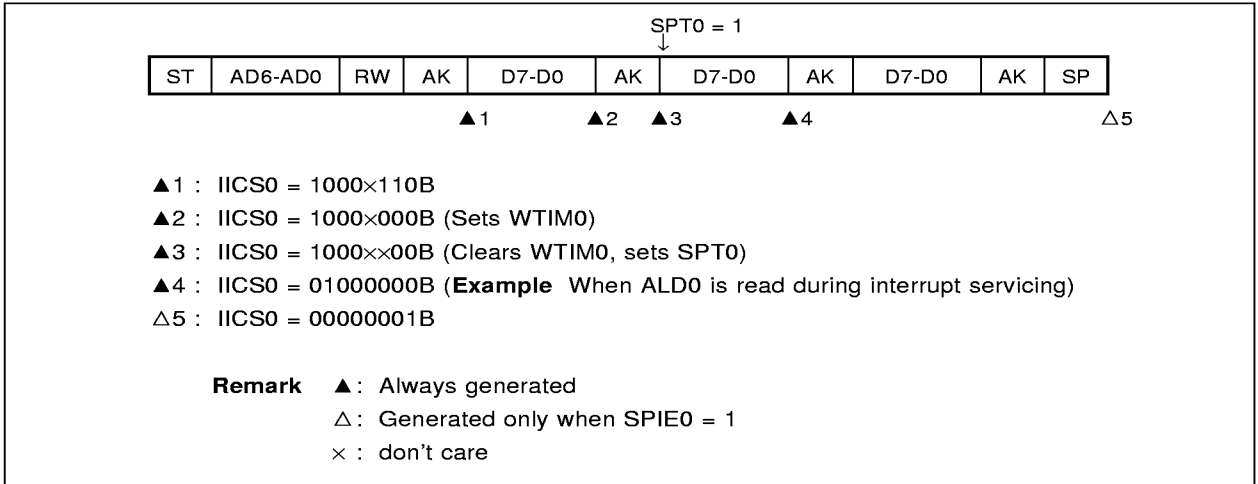 SPT0 = 1
↓
ST AD6-AD0 RW AK D7-D0 AK D7-D0 AK D7-D0 AK SP
▲1 ▲2 ▲3 ▲4 △5
▲1 : IICS0 = 1000×110B
▲2 : IICS0 = 1000×000B (Sets WTIM0)
▲3 : IICS0 = 1000××00B (Clears WTIM0, sets SPT0)
▲4 : IICS0 = 01000000B (Example When ALD0 is read during interrupt servicing)
△5 : IICS0 = 00000001B
Remark ▲ : Always generated
△ : Generated only when SPIE0 = 1
× : don't care